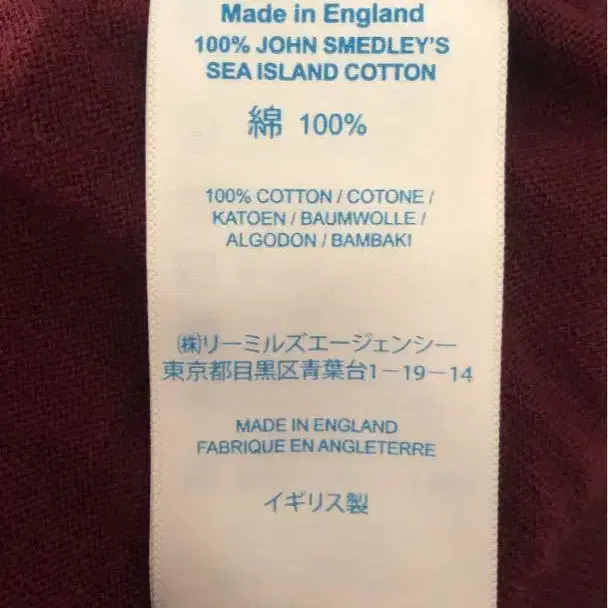 Made in England
100% JOHN SMEDLEY'S
SEA ISLAND COTTON
綿 100%
100% COTTON / COTONE /
KATOEN / BAUMWOLLE /
ALGODON / BAMBAKI
㈱リーミルズエージェンシー
東京都目黒区青葉台1－19－14
MADE IN ENGLAND
FABRIQUE EN ANGLETERRE
イギリス製